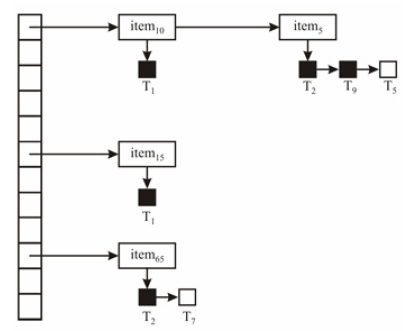 item₁₀ item₅
T₁ T₂ T₉ T₅
item₁₅
T₁
item₆₅
T₂ T₇